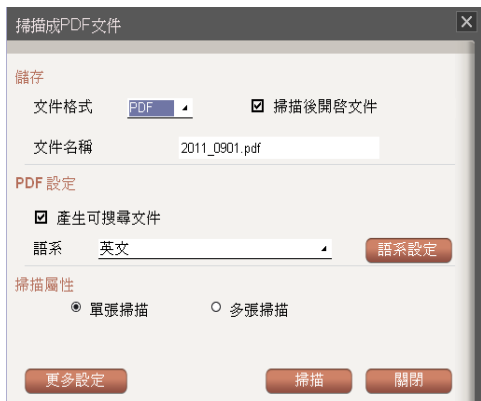 掃描成PDF文件
儲存
文件格式 PDF 掃描後開啓文件
文件名稱 2011_0901.pdf
PDF 設定
產生可搜尋文件
語系 英文 語系設定
掃描屬性
單張掃描 多張掃描
更多設定 掃描 關閉